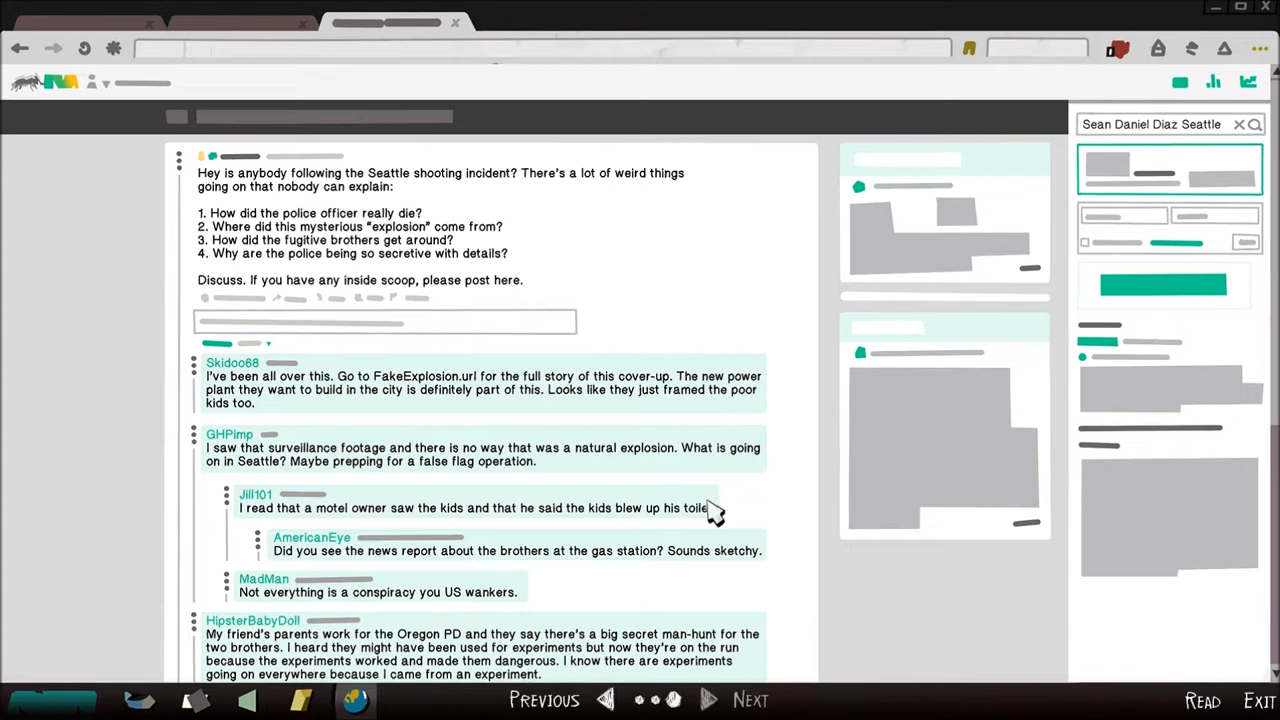 Sean Daniel Diaz Seattle
Hey is anybody following the Seattle shooting incident? There's a lot of weird things
going on that nobody can explain:
1. How did the police officer really die?
2. Where did this mysterious “explosion” come from?
3. How did the fugitive brothers get around?
4. Why are the police being so secretive with details?
Discuss. If you have any inside scoop, please post here.
Skidoo68
I've been all over this. Go to FakeExplosion.url for the full story of this cover-up. The new power
plant they want to build in the city is definitely part of this. Looks like they just framed the poor
kids too.
GHPimp
I saw that surveillance footage and there is no way that was a natural explosion. What is going
on in Seattle? Maybe prepping for a false flag operation.
Jill101
I read that a motel owner saw the kids and that he said the kids blew up his toile
AmericanEye
Did you see the news report about the brothers at the gas station? Sounds sketchy.
MadMan
Not everything is a conspiracy you US wankers.
HipsterBabyDoll
My friend's parents work for the Oregon PD and they say there's a big secret man-hunt for the
two brothers. I heard they might have been used for experiments but now they're on the run
because the experiments worked and made them dangerous. I know there are experiments
going on everywhere because I came from an experiment.
PREVIOUS NEXT READ EXIT